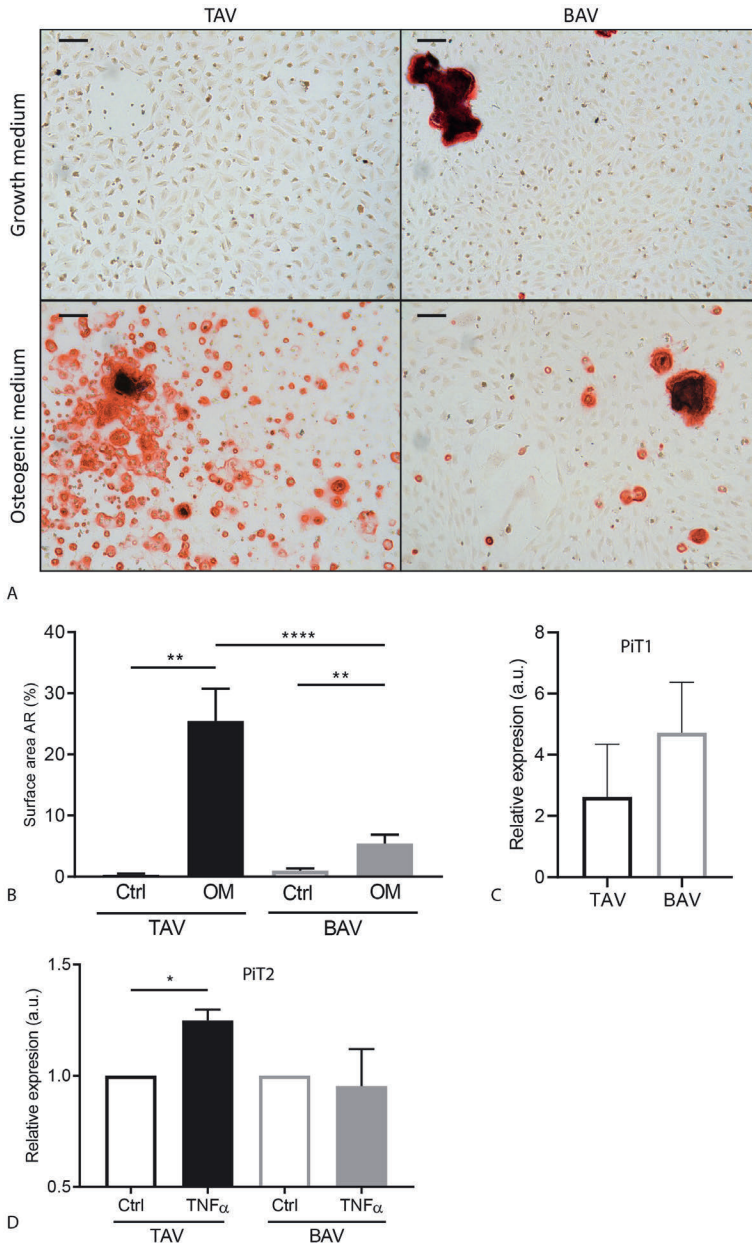 TAV BAV
Growth medium
Osteogenic medium
A
Surface area AR (%)
40
30
20
10
0
**
****
**
Ctrl OM Ctrl OM
TAV BAV
B
PiT1
Relative expresion (a.u.)
8
6
4
2
0
TAV BAV
C
PiT2
Relative expresion (a.u.)
1.5
1.0
0.5
*
Ctrl TNFα Ctrl TNFα
TAV BAV
D